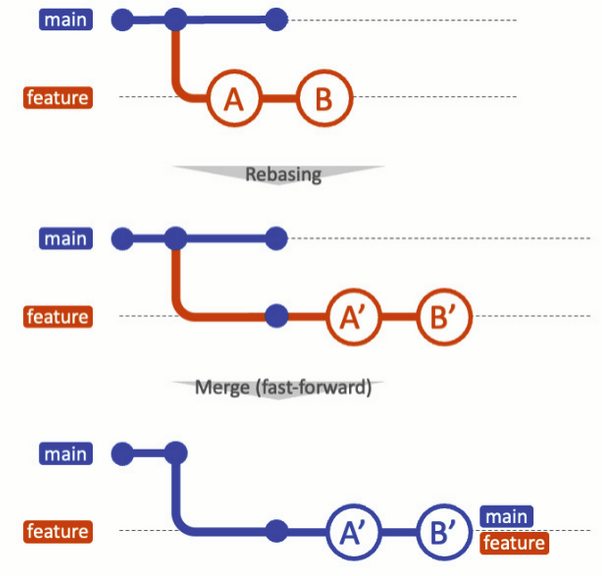 main
feature
A
B
Rebasing
main
feature
A’
B’
Merge (fast-forward)
main
feature
A’
B’
main
feature